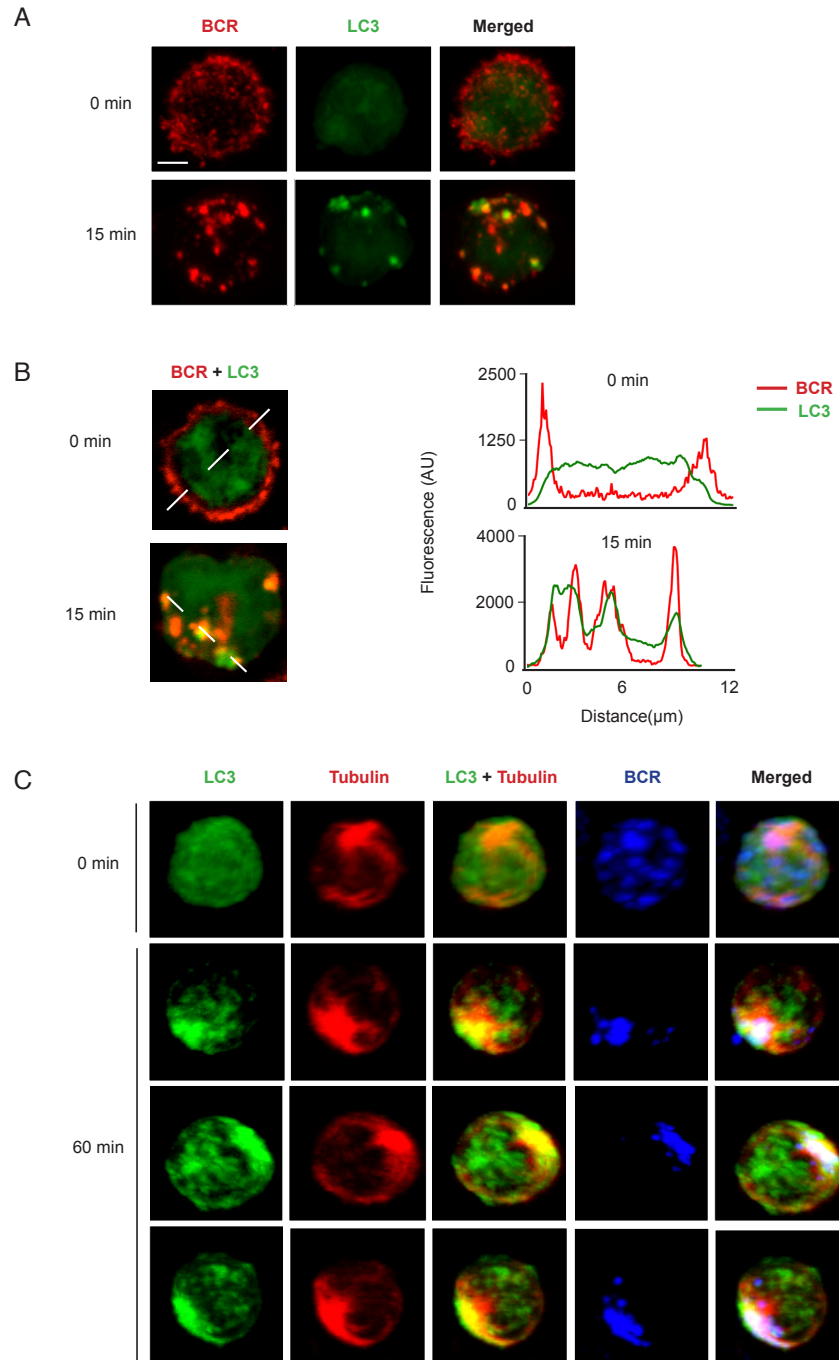 A
BCR LC3 Merged
0 min
15 min
B
BCR + LC3
0 min
15 min
Fluorescence (AU)
2500
1250
0
0 min
BCR
LC3
4000
2000
0
15 min
0 6 12
Distance(µm)
C
LC3 Tubulin LC3 + Tubulin BCR Merged
0 min
60 min